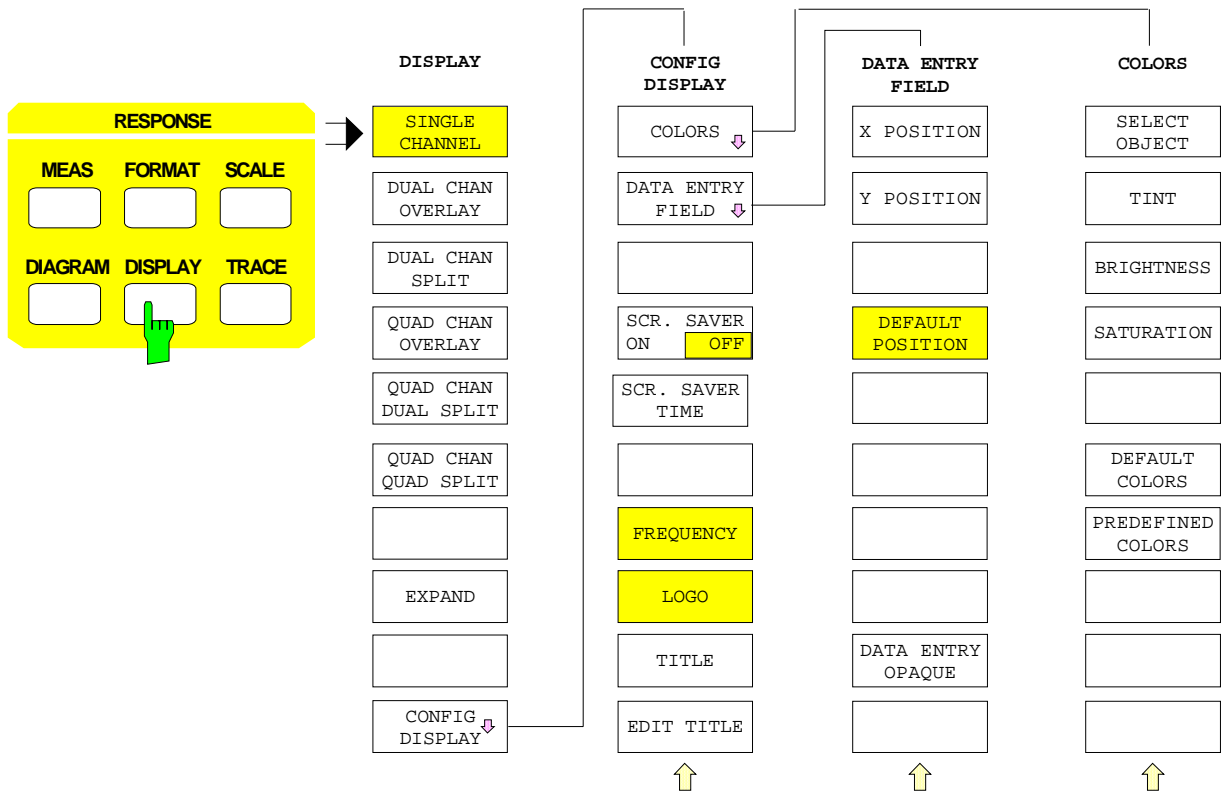 RESPONSE
MEAS FORMAT SCALE
DIAGRAM DISPLAY TRACE
DISPLAY
SINGLE
CHANNEL
DUAL CHAN
OVERLAY
DUAL CHAN
SPLIT
QUAD CHAN
OVERLAY
QUAD CHAN
DUAL SPLIT
QUAD CHAN
QUAD SPLIT
EXPAND
CONFIG
DISPLAY
CONFIG
DISPLAY
COLORS
DATA ENTRY
FIELD
SCR. SAVER
ON OFF
SCR. SAVER
TIME
FREQUENCY
LOGO
TITLE
EDIT TITLE
DATA ENTRY
FIELD
X POSITION
Y POSITION
DEFAULT
POSITION
DATA ENTRY
OPAQUE
COLORS
SELECT
OBJECT
TINT
BRIGHTNESS
SATURATION
DEFAULT
COLORS
PREDEFINED
COLORS